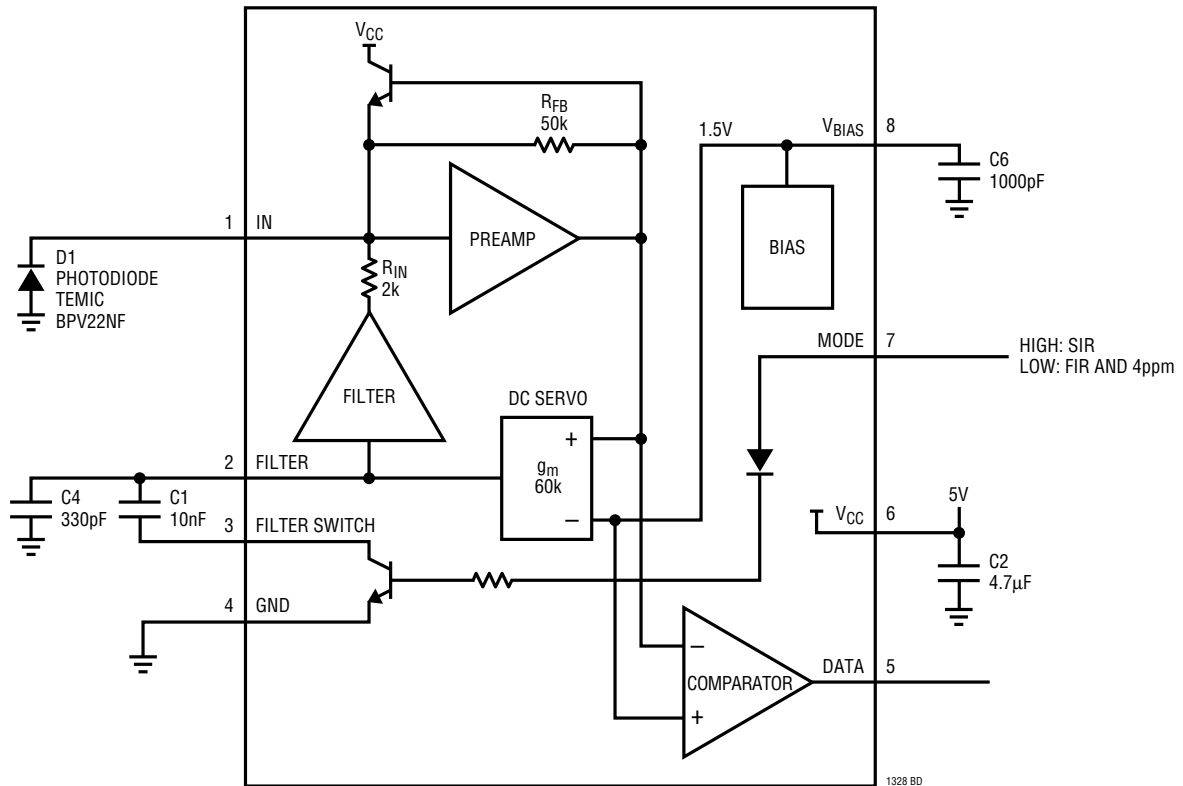 VCC
RFB
50k
1.5V
VBIAS
8
C6
1000pF
1
IN
PREAMP
BIAS
D1
PHOTODIODE
TEMIC
BPV22NF
RIN
2k
MODE
7
HIGH: SIR
LOW: FIR AND 4ppm
FILTER
DC SERVO
+
gm
60k
–
2
FILTER
C4
330pF
C1
10nF
3
FILTER SWITCH
VCC
6
5V
C2
4.7µF
4
GND
–
COMPARATOR
+
DATA
5
1328 BD